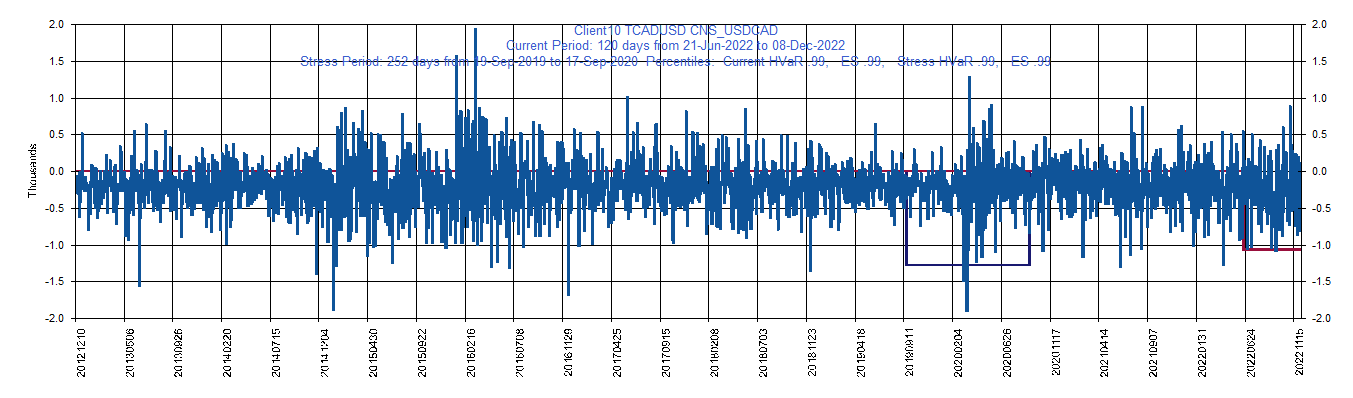 Client10 TCADUSD CNS_USDCAD
Current Period: 120 days from 21-Jun-2022 to 08-Dec-2022
Stress Period: 252 days from 19-Sep-2019 to 17-Sep-2020 Percentiles: Current HVaR .99, ES .99, Stress HVaR .99, ES .99
2.0 2.0
1.5 1.5
1.0 1.0
0.5 0.5
0.0 0.0
-0.5 -0.5
-1.0 -1.0
-1.5 -1.5
-2.0 -2.0
Thousands
20121210 20130506 20130926 20140220 20140715 20141204 20150430 20150922 20160216 20160708 20161129 20170425 20170915 20180208 20180703 20181123 20190418 20190911 20200204 20200626 20201117 20210414 20210907 20220131 20220624 20221115